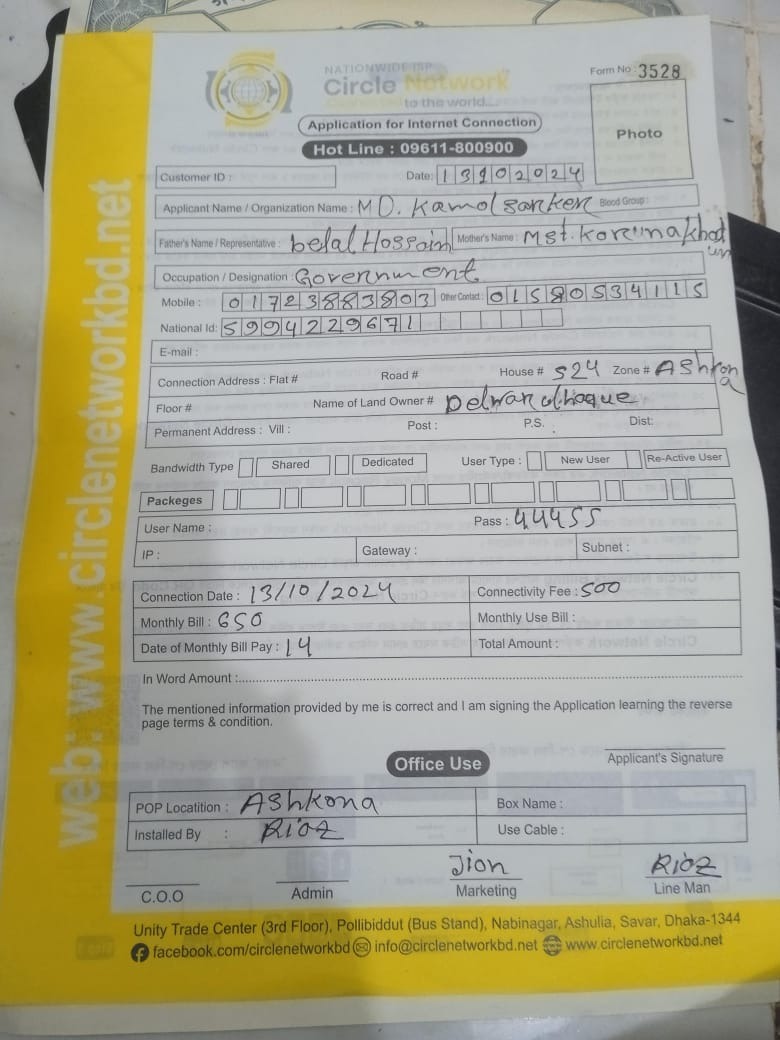 NATIONWIDE ISP
Circle Network
Connected to the world...
Form No : 3528
Application for Internet Connection
Photo
Hot Line : 09611-800900
Customer ID : Date: 13102024
Applicant Name / Organization Name : MD. Kamol sarker Blood Group:
Father's Name / Representative : belal Hossain Mother's Name : Mst. Korunakhatun
Occupation / Designation : Government
Mobile : 01723883803 Other Contact : 01580534115
National Id: 5994229671
E-mail :
Connection Address : Flat # Road # House # 524 Zone # AShkona
Floor # Name of Land Owner #
Permanent Address : Vill : Post : P.S. Dist:
Bandwidth Type Shared Dedicated User Type : New User Re-Active User
Packeges
User Name : Pass : 44455
IP : Gateway : Subnet :
Connection Date : 13/10/2024 Connectivity Fee : 500
Monthly Bill : 650 Monthly Use Bill :
Date of Monthly Bill Pay : 14 Total Amount :
In Word Amount :
The mentioned information provided by me is correct and I am signing the Application learning the reverse
page terms & condition.
Applicant's Signature
Office Use
POP Locatition : AShkona Box Name :
Installed By : Rioz Use Cable :
Jion Rioz
C.O.O Admin Marketing Line Man
Unity Trade Center (3rd Floor), Pollibiddut (Bus Stand), Nabinagar, Ashulia, Savar, Dhaka-1344
facebook.com/circlenetworkbd info@circlenetworkbd.net www.circlenetworkbd.net
web: www.circlenetworkbd.net